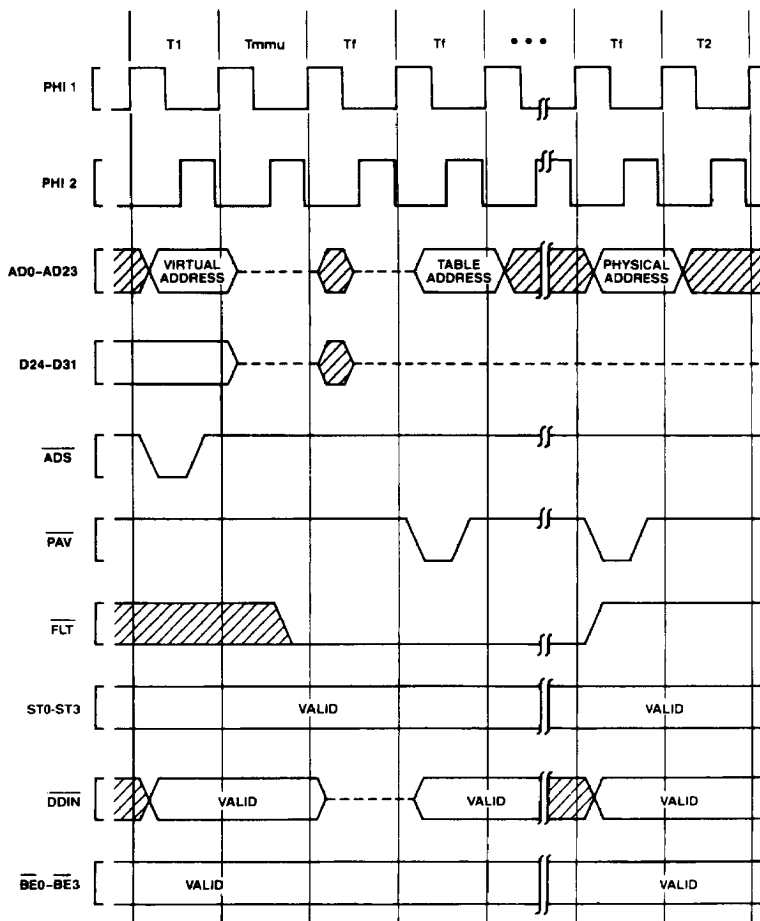 T1 Tmmu Tf Tf • • • Tf T2
PHI 1
PHI 2
AD0–AD23 VIRTUAL ADDRESS TABLE ADDRESS PHYSICAL ADDRESS
D24–D31
ADS
PAV
FLT
ST0-ST3 VALID VALID
DDIN VALID VALID VALID
BE0–BE3 VALID VALID